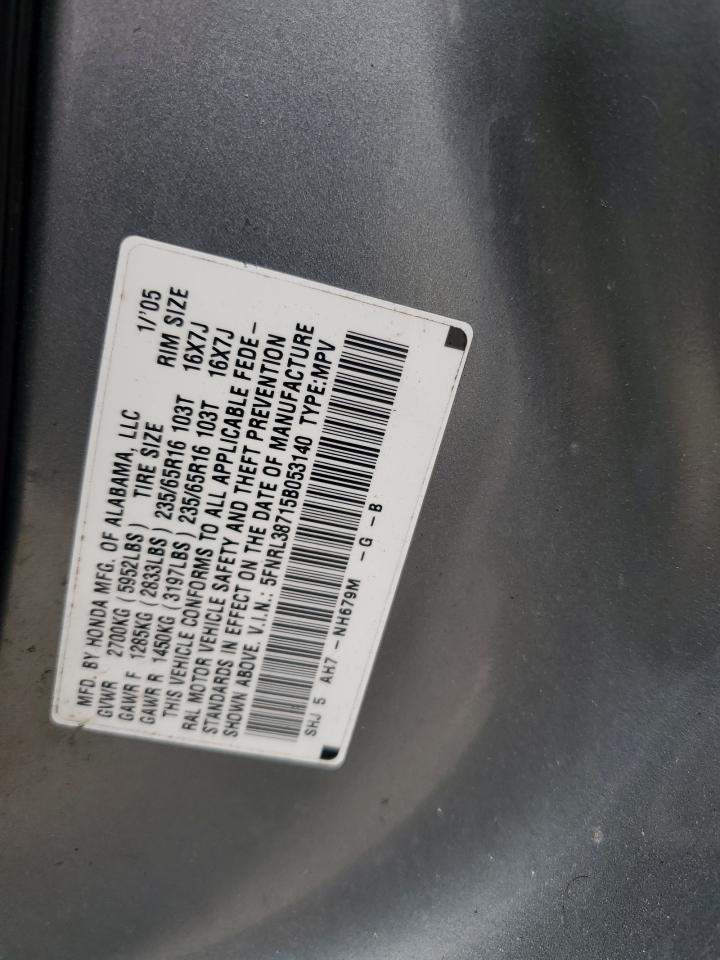 MFD. BY HONDA MFG. OF ALABAMA, LLC 1/'05
GVWR 2700KG (5952LBS) TIRE SIZE RIM SIZE
GAWR F 1285KG (2833LBS) 235/65R16 103T 16X7J
GAWR R 1450KG (3197LBS) 235/65R16 103T 16X7J
THIS VEHICLE CONFORMS TO ALL APPLICABLE FEDE-
RAL MOTOR VEHICLE SAFETY AND THEFT PREVENTION
STANDARDS IN EFFECT ON THE DATE OF MANUFACTURE
SHOWN ABOVE. V.I.N.: 5FNRL38715B053140 TYPE:MPV
SHJ 5 AH7 -NH679M -G -B